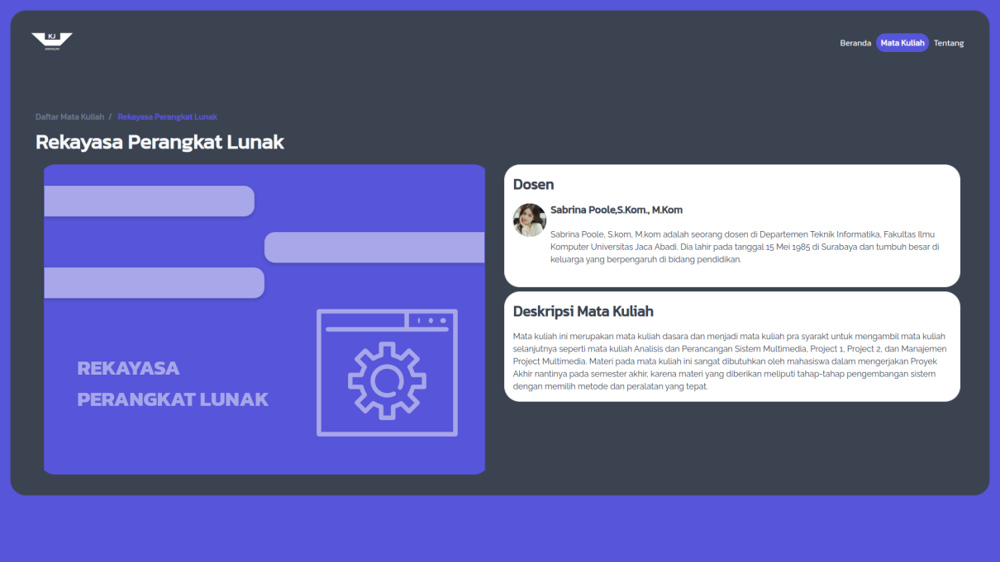 KJ
Beranda Mata Kuliah Tentang
Daftar Mata Kuliah / Rekayasa Perangkat Lunak
Rekayasa Perangkat Lunak
REKAYASA
PERANGKAT LUNAK
Dosen
Sabrina Poole,S.Kom., M.Kom
Sabrina Poole, S.kom, M.kom adalah seorang dosen di Departemen Teknik Informatika, Fakultas Ilmu
Komputer Universitas Jaca Abadi. Dia lahir pada tanggal 15 Mei 1985 di Surabaya dan tumbuh besar di
keluarga yang berpengaruh di bidang pendidikan.
Deskripsi Mata Kuliah
Mata kuliah ini merupakan mata kuliah dasara dan menjadi mata kuliah pra syarakt untuk mengambil mata kuliah
selanjutnya seperti mata kuliah Analisis dan Perancangan Sistem Multimedia, Project 1, Project 2, dan Manajemen
Project Multimedia. Materi pada mata kuliah ini sangat dibutuhkan oleh mahasiswa dalam mengerjakan Proyek
Akhir nantinya pada semester akhir, karena materi yang diberikan meliputi tahap-tahap pengembangan sistem
dengan memilih metode dan peralatan yang tepat.